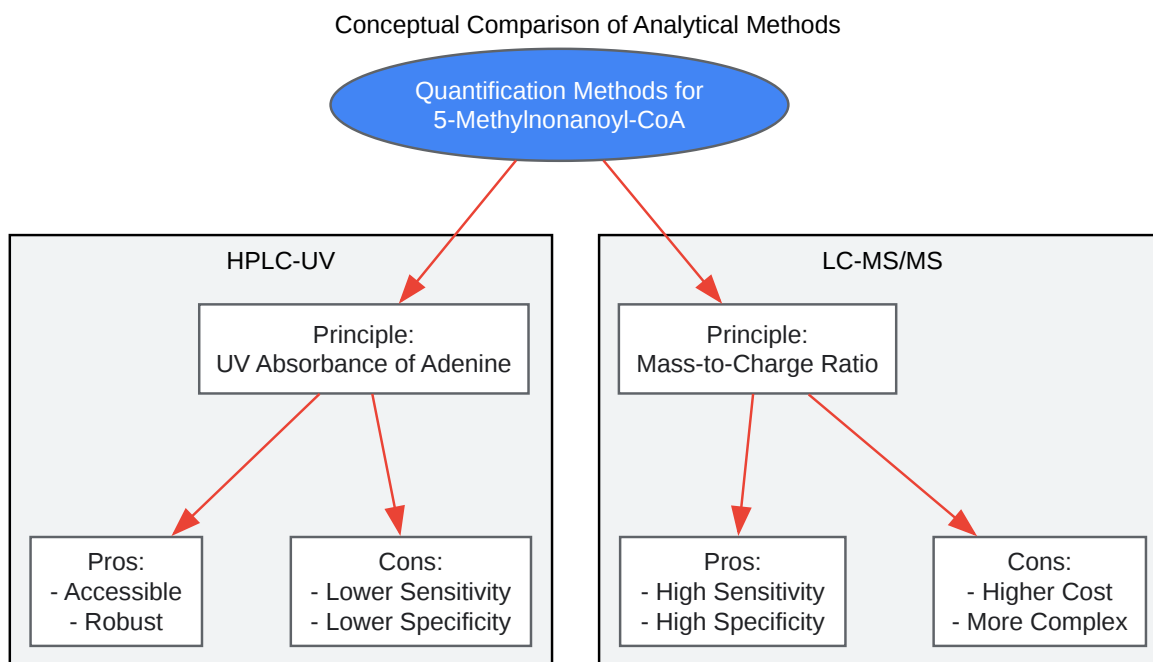 Conceptual Comparison of Analytical Methods
Quantification Methods for
5-Methylnonanoyl-CoA
HPLC-UV
Principle:
UV Absorbance of Adenine
Pros:
- Accessible
- Robust
Cons:
- Lower Sensitivity
- Lower Specificity
LC-MS/MS
Principle:
Mass-to-Charge Ratio
Pros:
- High Sensitivity
- High Specificity
Cons:
- Higher Cost
- More Complex